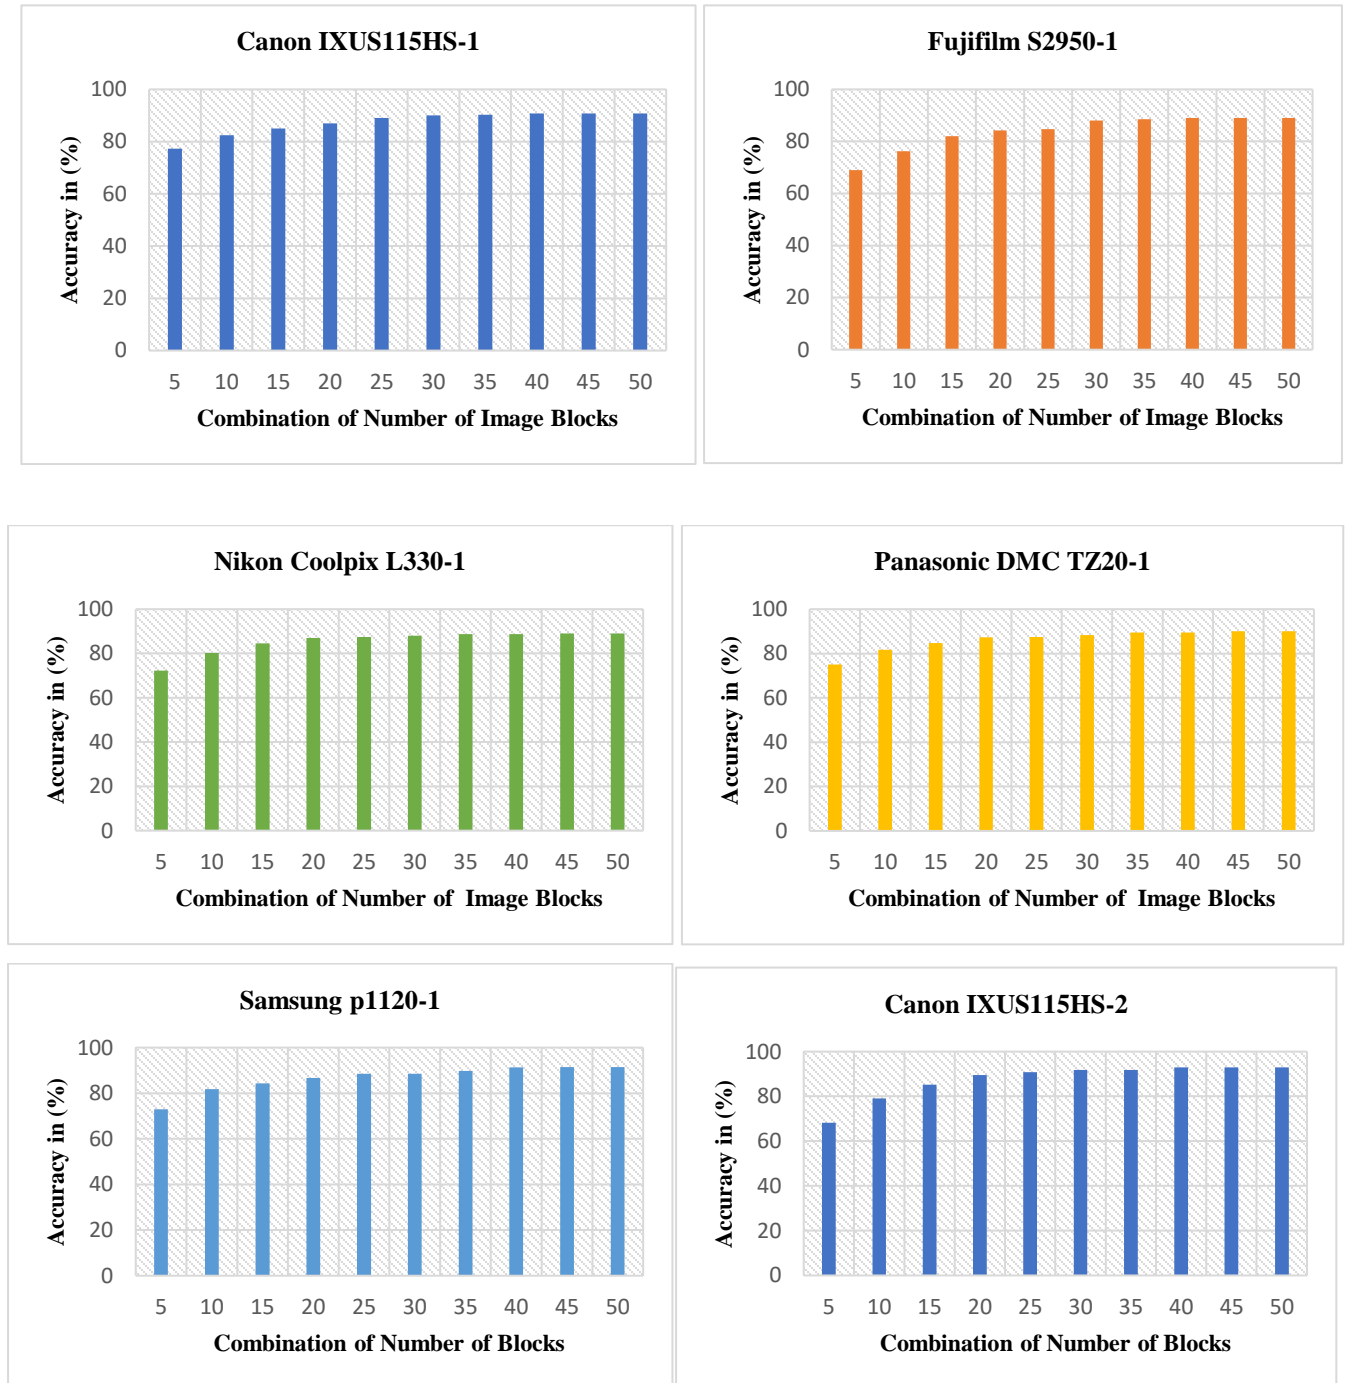 Canon IXUS115HS-1
Accuracy in (%)
100
80
60
40
20
0
5 10 15 20 25 30 35 40 45 50
Combination of Number of Image Blocks
Fujifilm S2950-1
Accuracy in (%)
100
80
60
40
20
0
5 10 15 20 25 30 35 40 45 50
Combination of Number of Image Blocks
Nikon Coolpix L330-1
Accuracy in (%)
100
80
60
40
20
0
5 10 15 20 25 30 35 40 45 50
Combination of Number of Image Blocks
Panasonic DMC TZ20-1
Accuracy in (%)
100
80
60
40
20
0
5 10 15 20 25 30 35 40 45 50
Combination of Number of Image Blocks
Samsung p1120-1
Accuracy in (%)
100
80
60
40
20
0
5 10 15 20 25 30 35 40 45 50
Combination of Number of Blocks
Canon IXUS115HS-2
Accuracy in (%)
100
80
60
40
20
0
5 10 15 20 25 30 35 40 45 50
Combination of Number of Blocks